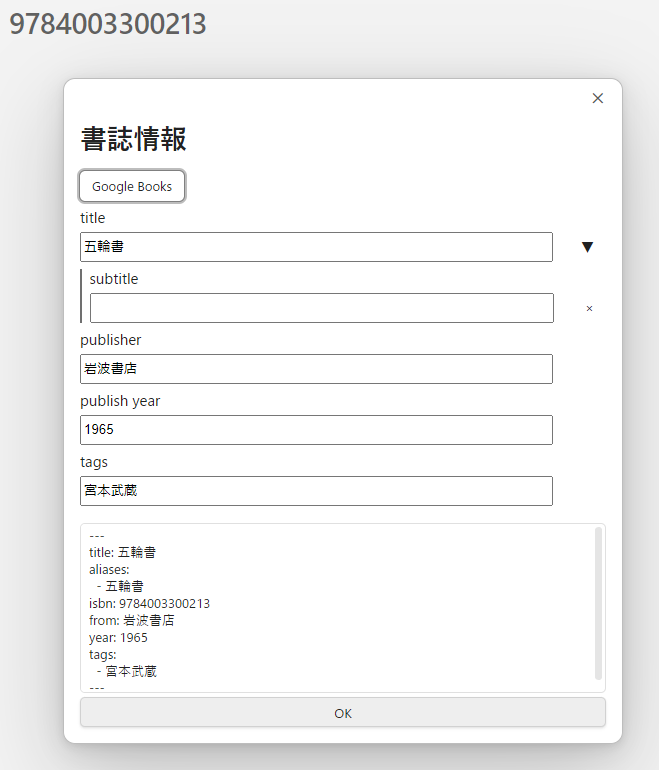 9784003300213
×
書誌情報
Google Books
title
五輪書
▼
subtitle
×
publisher
岩波書店
publish year
1965
tags
宮本武蔵
---
title: 五輪書
aliases:
  - 五輪書
isbn: 9784003300213
from: 岩波書店
year: 1965
tags:
  - 宮本武蔵
---
OK